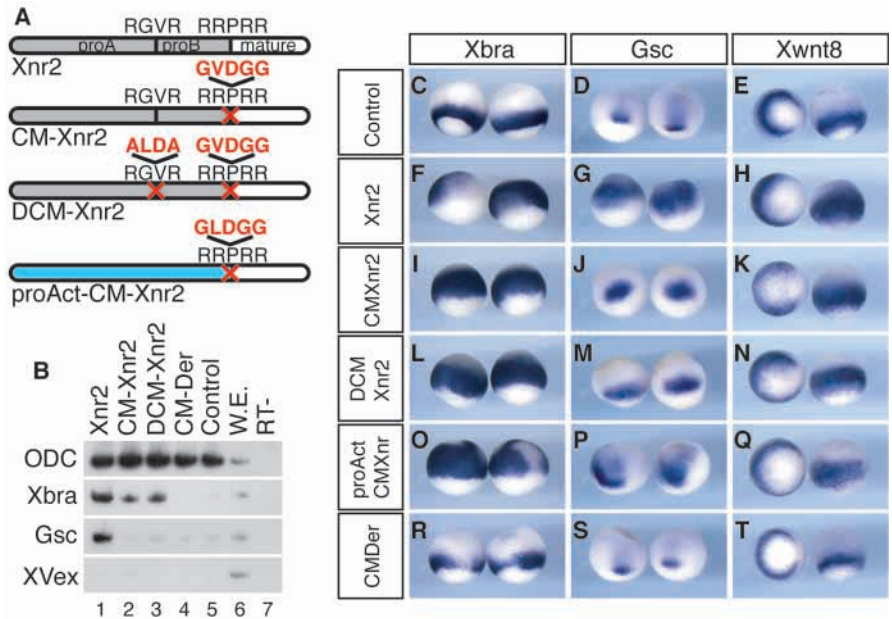 A
RGVR RRPRR
proA proB mature
Xnr2
GVDGG
RGVR RRPRR
CM-Xnr2
ALDA GVDGG
RGVR RRPRR
DCM-Xnr2
GLDGG
RRPRR
proAct-CM-Xnr2
B
Xnr2
CM-Xnr2
DCM-Xnr2
CM-Der
Control
W.E.
RT-
ODC
Xbra
Gsc
XVex
1 2 3 4 5 6 7
Xbra Gsc Xwnt8
Control
C D E
Xnr2
F G H
CMXnr2
I J K
DCM
Xnr2
L M N
proAct
CMXnr
O P Q
CMDer
R S T